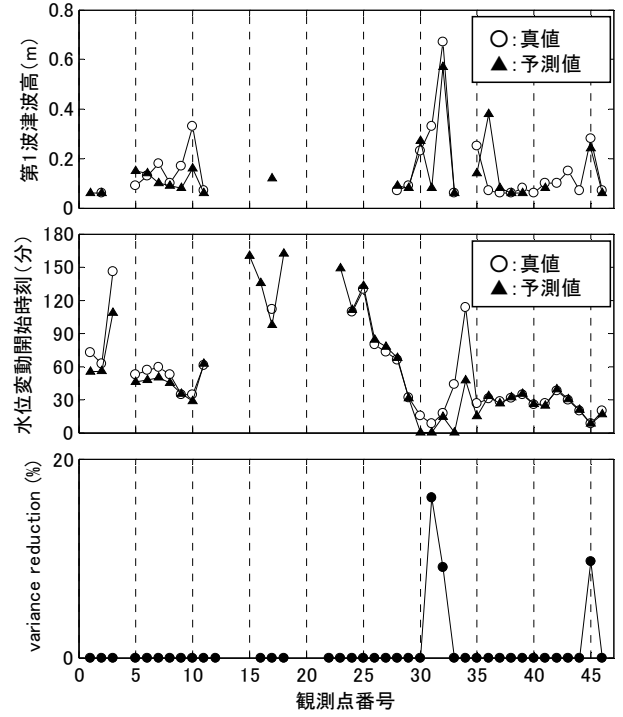 0.8
0.6
0.4
0.2
0
第1波津波高(m)
○:真値
▲:予測値
180
150
120
90
60
30
0
水位変動開始時刻(分)
○:真値
▲:予測値
20
0
variance reduction (%)
0 5 10 15 20 25 30 35 40 45
観測点番号